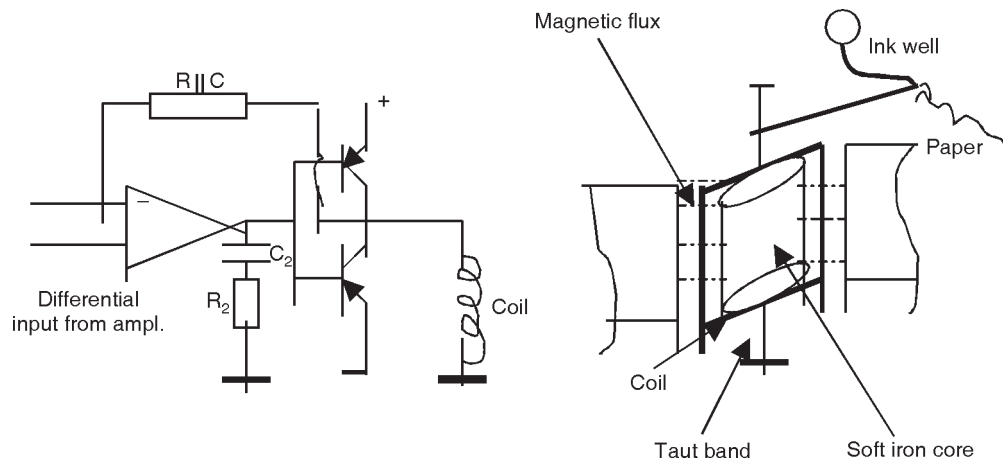 R||C
+
−
C₂
R₂
Differential
input from ampl.
Coil
Magnetic flux
Ink well
Paper
Coil
Taut band
Soft iron core